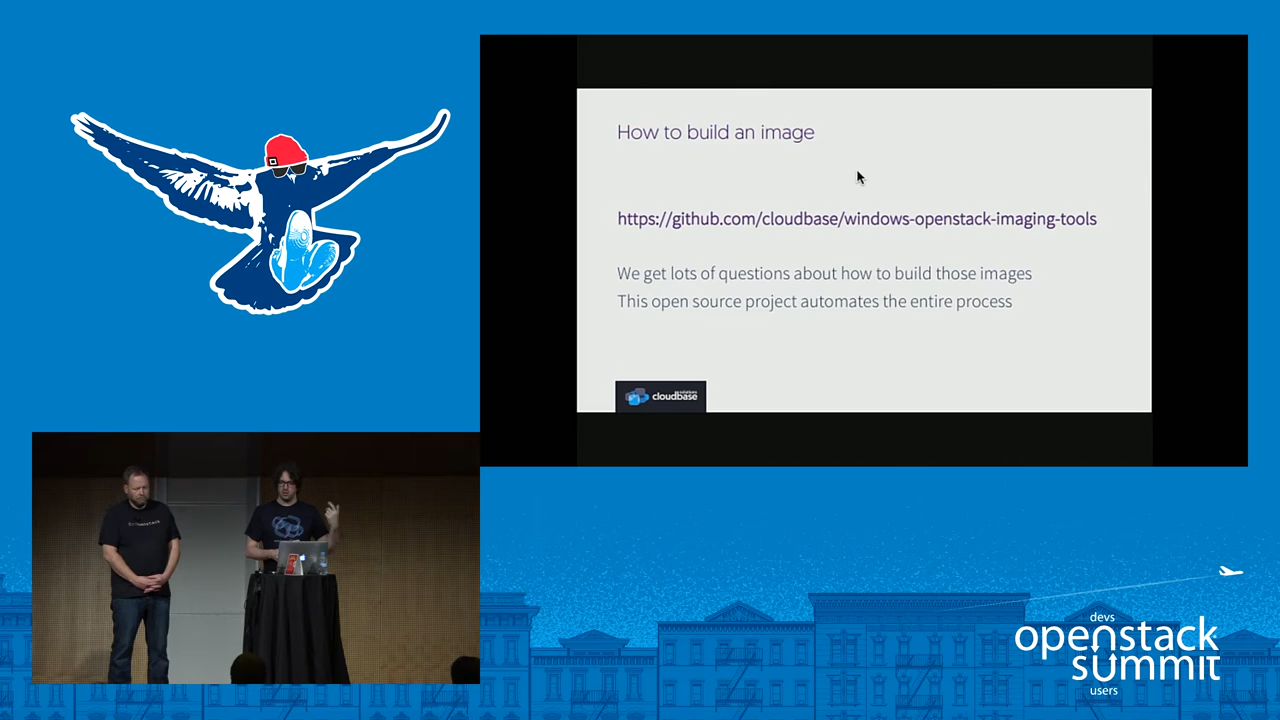 How to build an image
https://github.com/cloudbase/windows-openstack-imaging-tools
We get lots of questions about how to build those images
This open source project automates the entire process
cloudbase
solutions
devs
openstack
summit
users